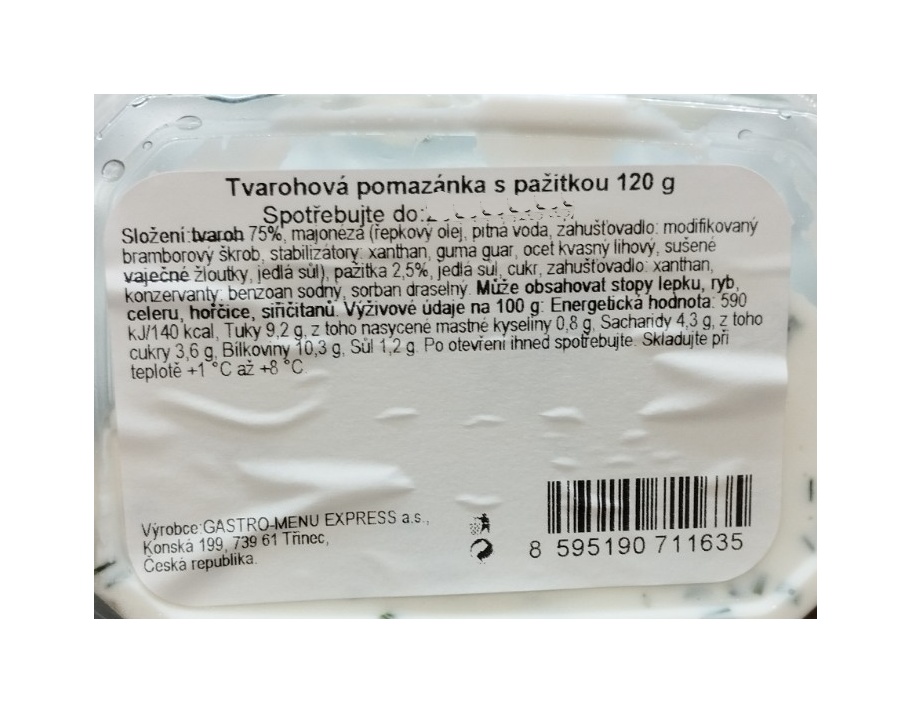 Tvarohová pomazánka s pažitkou 120 g
Spotřebujte do:
Složení: tvaroh 75%, majonéza (řepkový olej, pitná voda, zahušťovadlo: modifikovaný
bramborový škrob, stabilizátory: xanthan, guma guar, ocet kvasný lihový, sušené
vaječné žloutky, jedlá sůl), pažitka 2,5%, jedlá sůl, cukr, zahušťovadlo: xanthan,
konzervanty: benzoan sodný, sorban draselný. Může obsahovat stopy lepku, ryb,
celeru, hořčice, siřičitanů. Výživové údaje na 100 g: Energetická hodnota: 590
kJ/140 kcal, Tuky 9,2 g, z toho nasycené mastné kyseliny 0,8 g, Sacharidy 4,3 g, z toho
cukry 3,6 g, Bílkoviny 10,3 g, Sůl 1,2 g. Po otevření ihned spotřebujte. Skladujte při
teplotě +1 °C až +8 °C.
Výrobce: GASTRO-MENU EXPRESS a.s.,
Konská 199, 739 61 Třinec,
Česká republika.
8 595190 711635